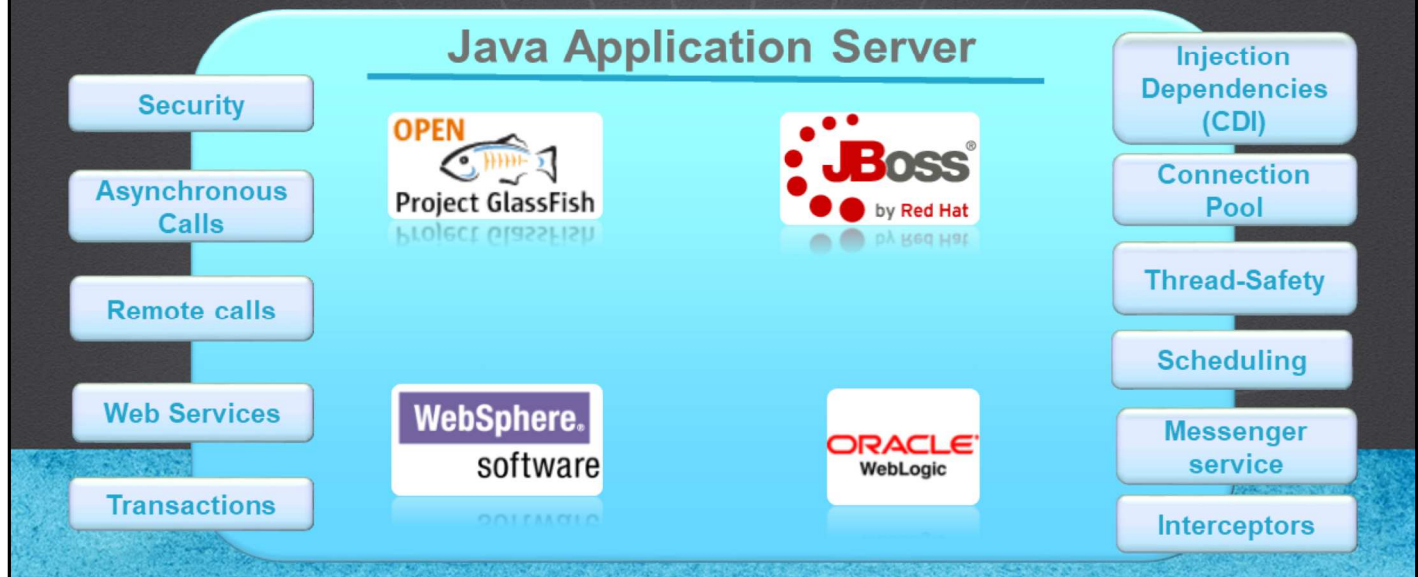 Java Application Server
Security
Asynchronous
Calls
Remote calls
Web Services
Transactions
OPEN
Project GlassFish
JBoss®
by Red Hat
WebSphere®
software
ORACLE®
WebLogic
Injection
Dependencies
(CDI)
Connection
Pool
Thread-Safety
Scheduling
Messenger
service
Interceptors